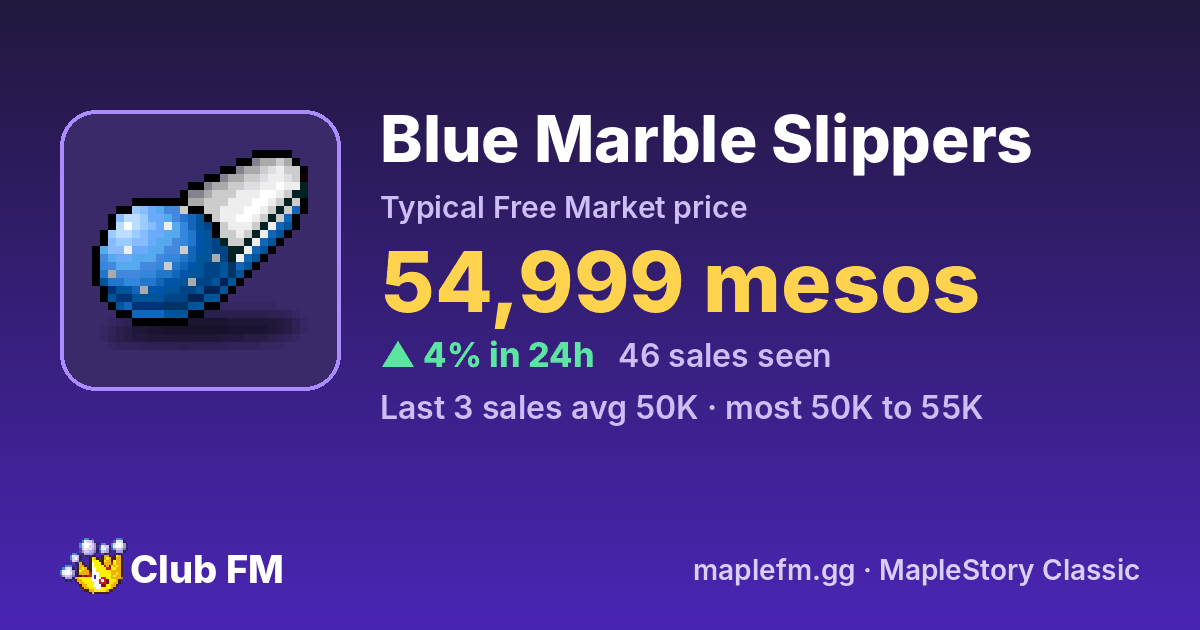 Blue Marble Slippers
Typical Free Market price
54,999 mesos
▲ 4% in 24h 46 sales seen
Last 3 sales avg 50K · most 50K to 55K
Club FM
maplefm.gg · MapleStory Classic